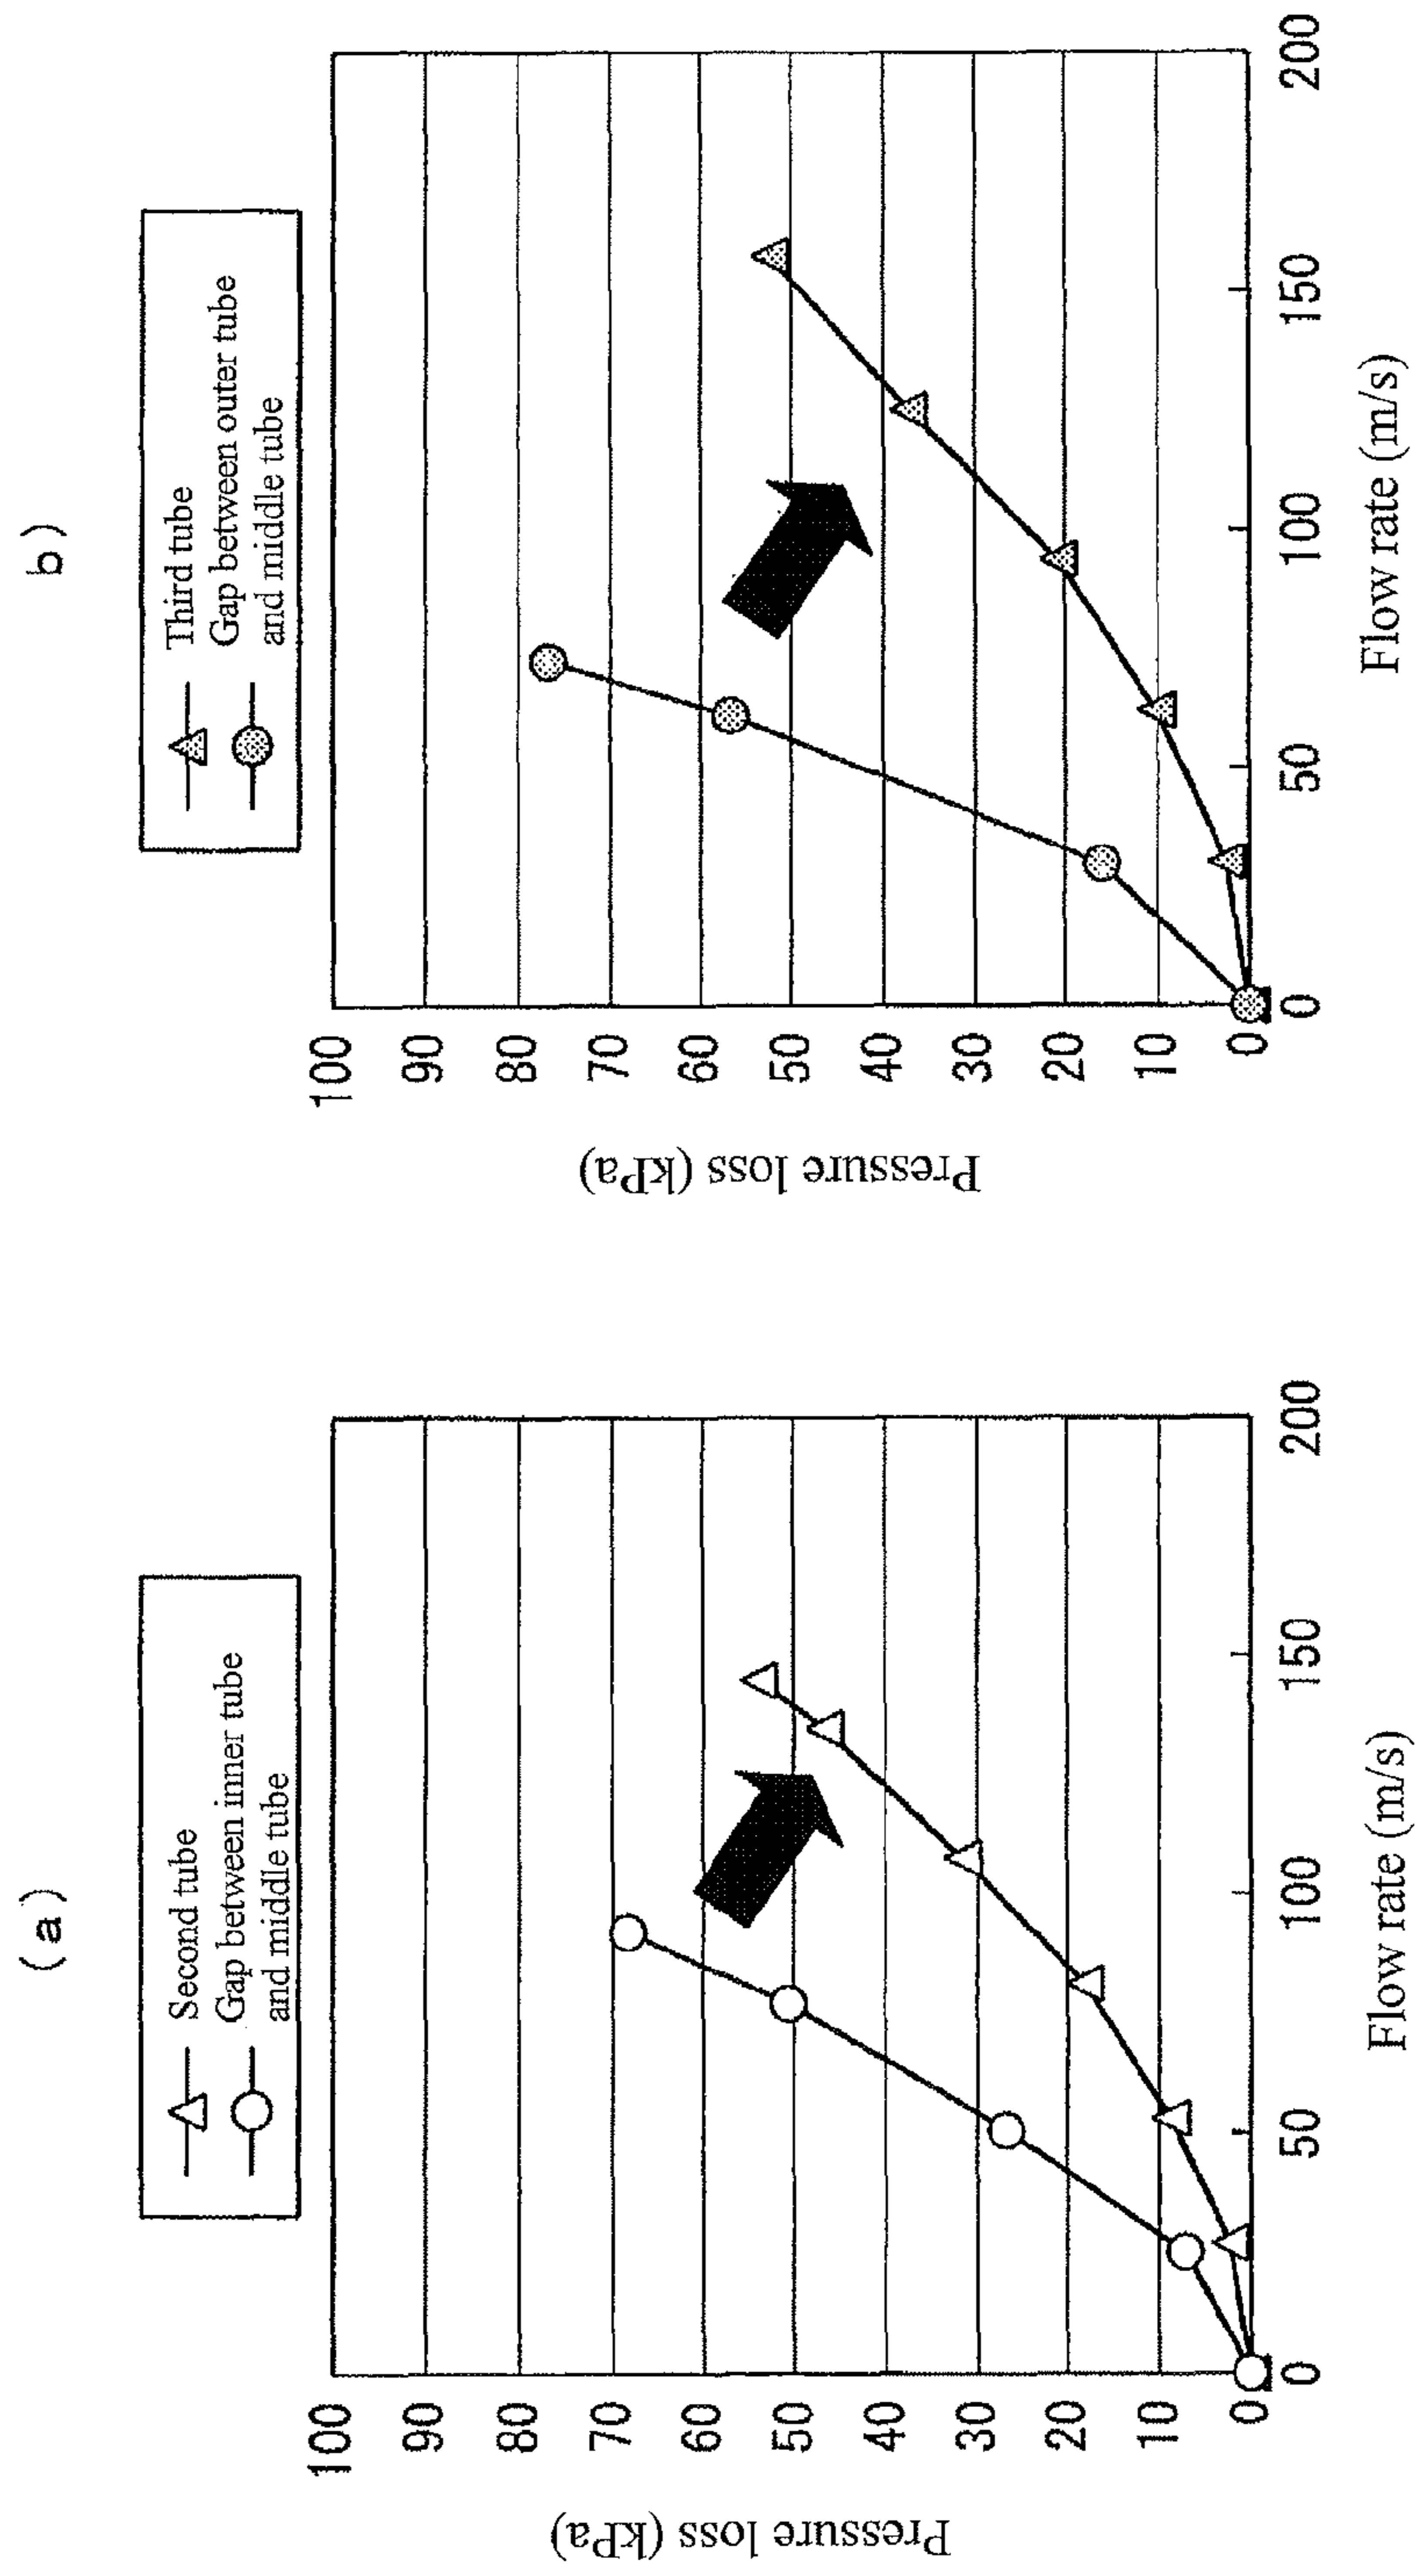 (a)
Second tube
Gap between inner tube
and middle tube
Pressure loss (kPa)
100
90
80
70
60
50
40
30
20
10
0
0
50
100
150
200
Flow rate (m/s)
b)
Third tube
Gap between outer tube
and middle tube
Pressure loss (kPa)
100
90
80
70
60
50
40
30
20
10
0
0
50
100
150
200
Flow rate (m/s)